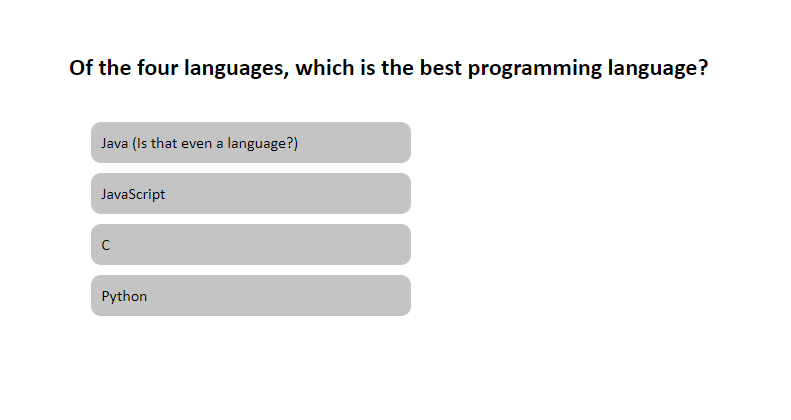 Of the four languages, which is the best programming language?
Java (Is that even a language?)
JavaScript
C
Python